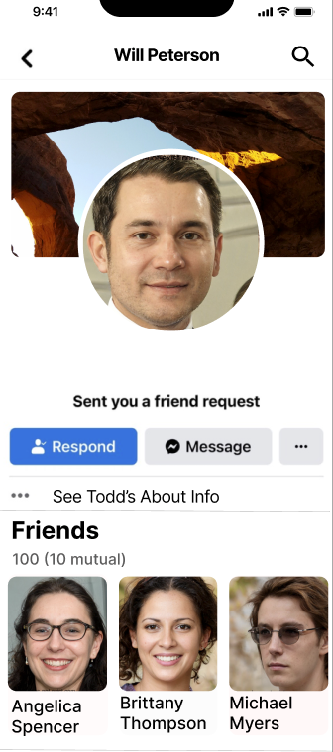 9:41
Will Peterson
Sent you a friend request
Respond
Message
See Todd's About Info
Friends
100 (10 mutual)
Angelica
Spencer
Brittany
Thompson
Michael
Myers